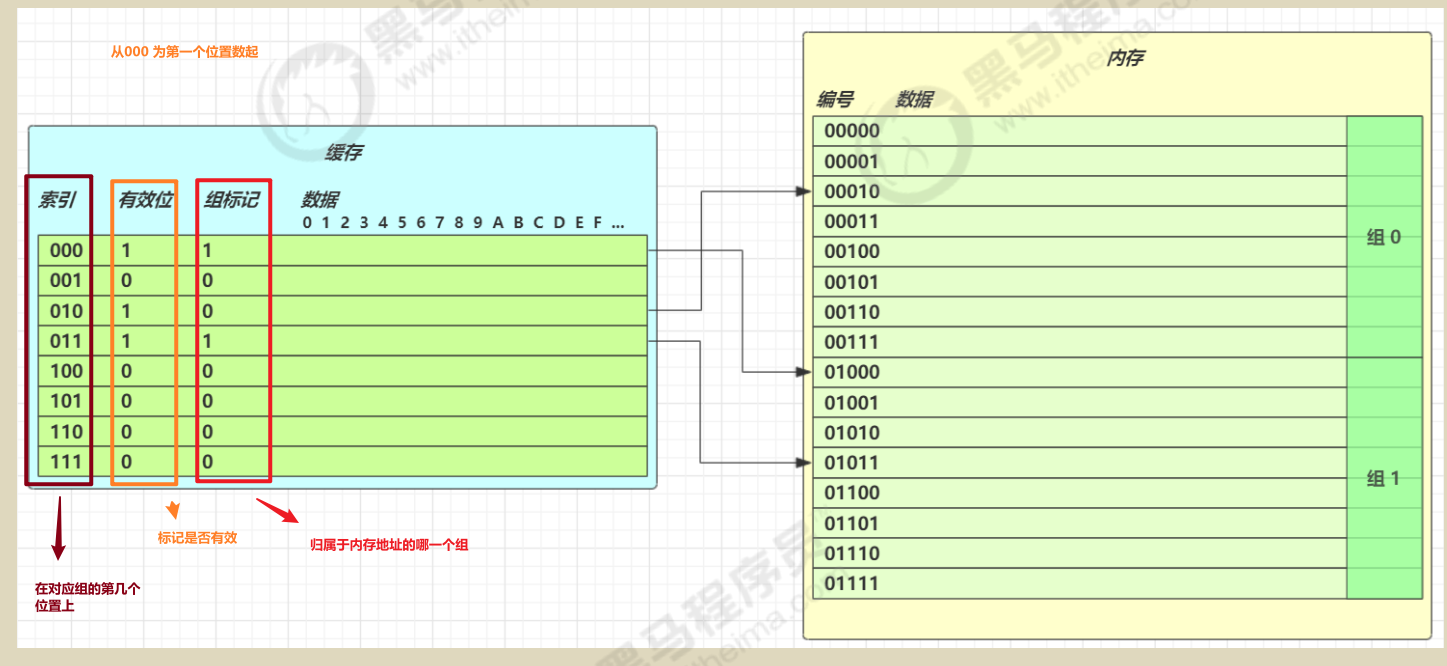 从000 为第一个位置数起
缓存
索引 有效位 组标记 数据
0 1 2 3 4 5 6 7 8 9 A B C D E F ...
000 1 1
001 0 0
010 1 0
011 1 1
100 0 0
101 0 0
110 0 0
111 0 0
标记是否有效
归属于内存地址的哪一个组
在对应组的第几个
位置上
内存
编号 数据
00000
00001
00010
00011
00100
00101
00110
00111
组 0
01000
01001
01010
01011
01100
01101
01110
01111
组 1
黑马程序员
www.itheima.com